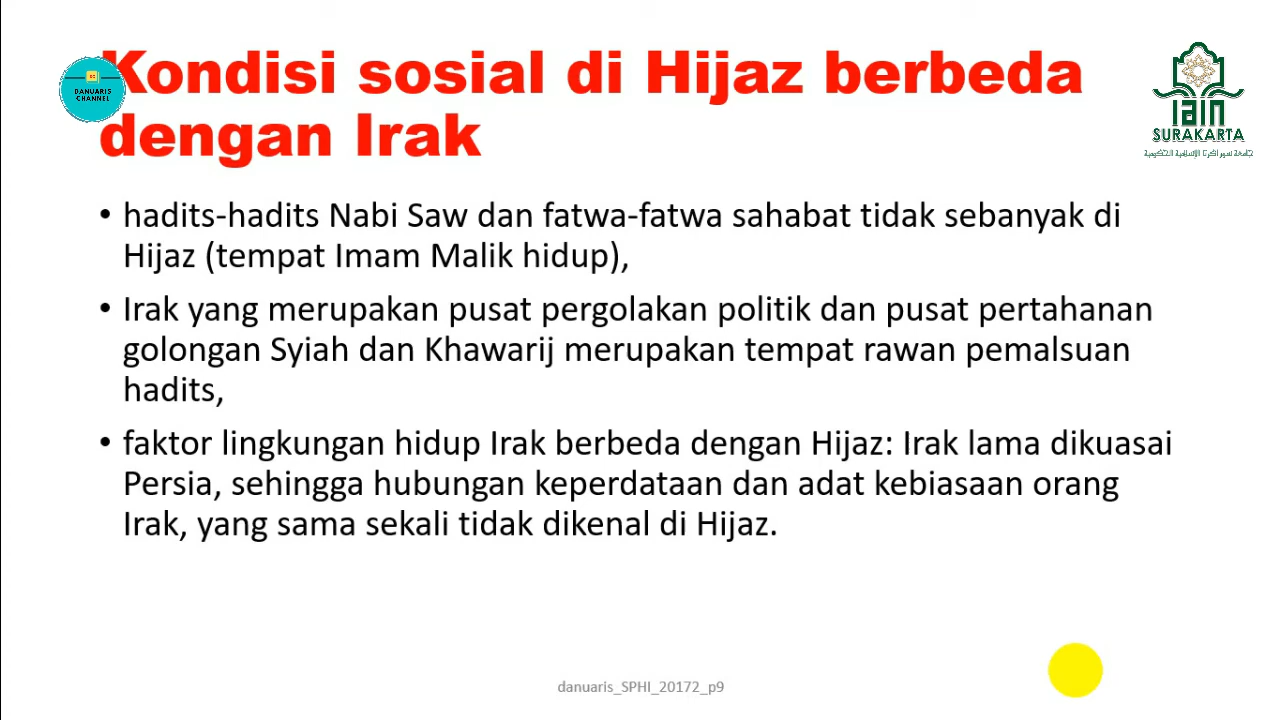 Kondisi sosial di Hijaz berbeda
dengan Irak
DANUARIS
CHANNEL
iain
SURAKARTA
• hadits-hadits Nabi Saw dan fatwa-fatwa sahabat tidak sebanyak di
Hijaz (tempat Imam Malik hidup),
• Irak yang merupakan pusat pergolakan politik dan pusat pertahanan
golongan Syiah dan Khawarij merupakan tempat rawan pemalsuan
hadits,
• faktor lingkungan hidup Irak berbeda dengan Hijaz: Irak lama dikuasai
Persia, sehingga hubungan keperdataan dan adat kebiasaan orang
Irak, yang sama sekali tidak dikenal di Hijaz.
danuaris_SPHI_20172_p9